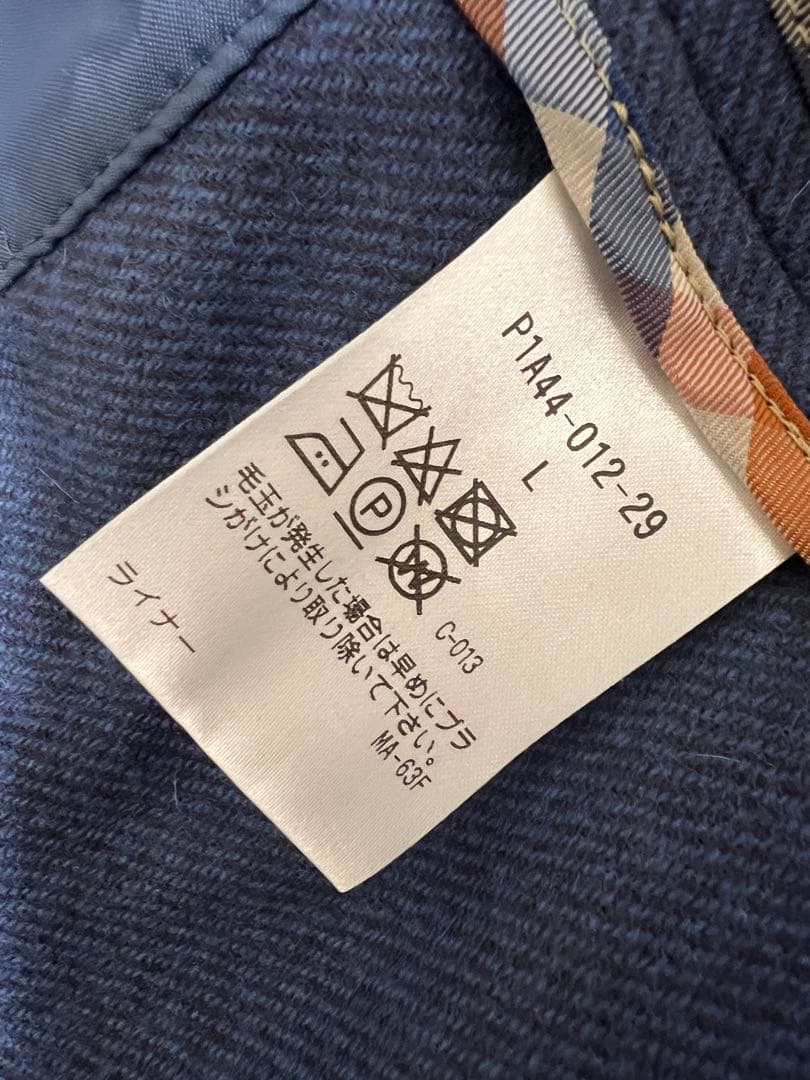 P1A44-012-29
L
P
W
C-013
毛玉が発生した場合は早めにブラ
シがけにより取り除いて下さい。
MA-63F
ライナー